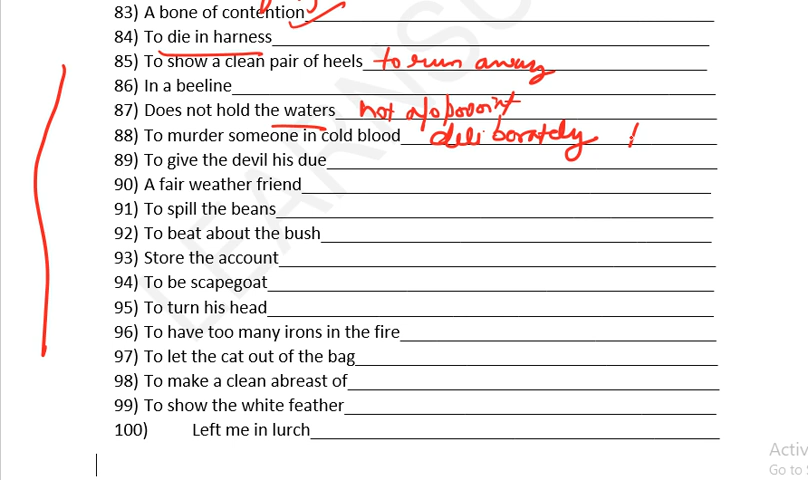 83) A bone of contention
84) To die in harness
85) To show a clean pair of heels to run away
86) In a beeline
87) Does not hold the waters not
88) To murder someone in cold blood deliboratdy !
89) To give the devil his due
90) A fair weather friend
91) To spill the beans
92) To beat about the bush
93) Store the account
94) To be scapegoat
95) To turn his head
96) To have too many irons in the fire
97) To let the cat out of the bag
98) To make a clean abreast of
99) To show the white feather
100) Left me in lurch
Activ
Go to S